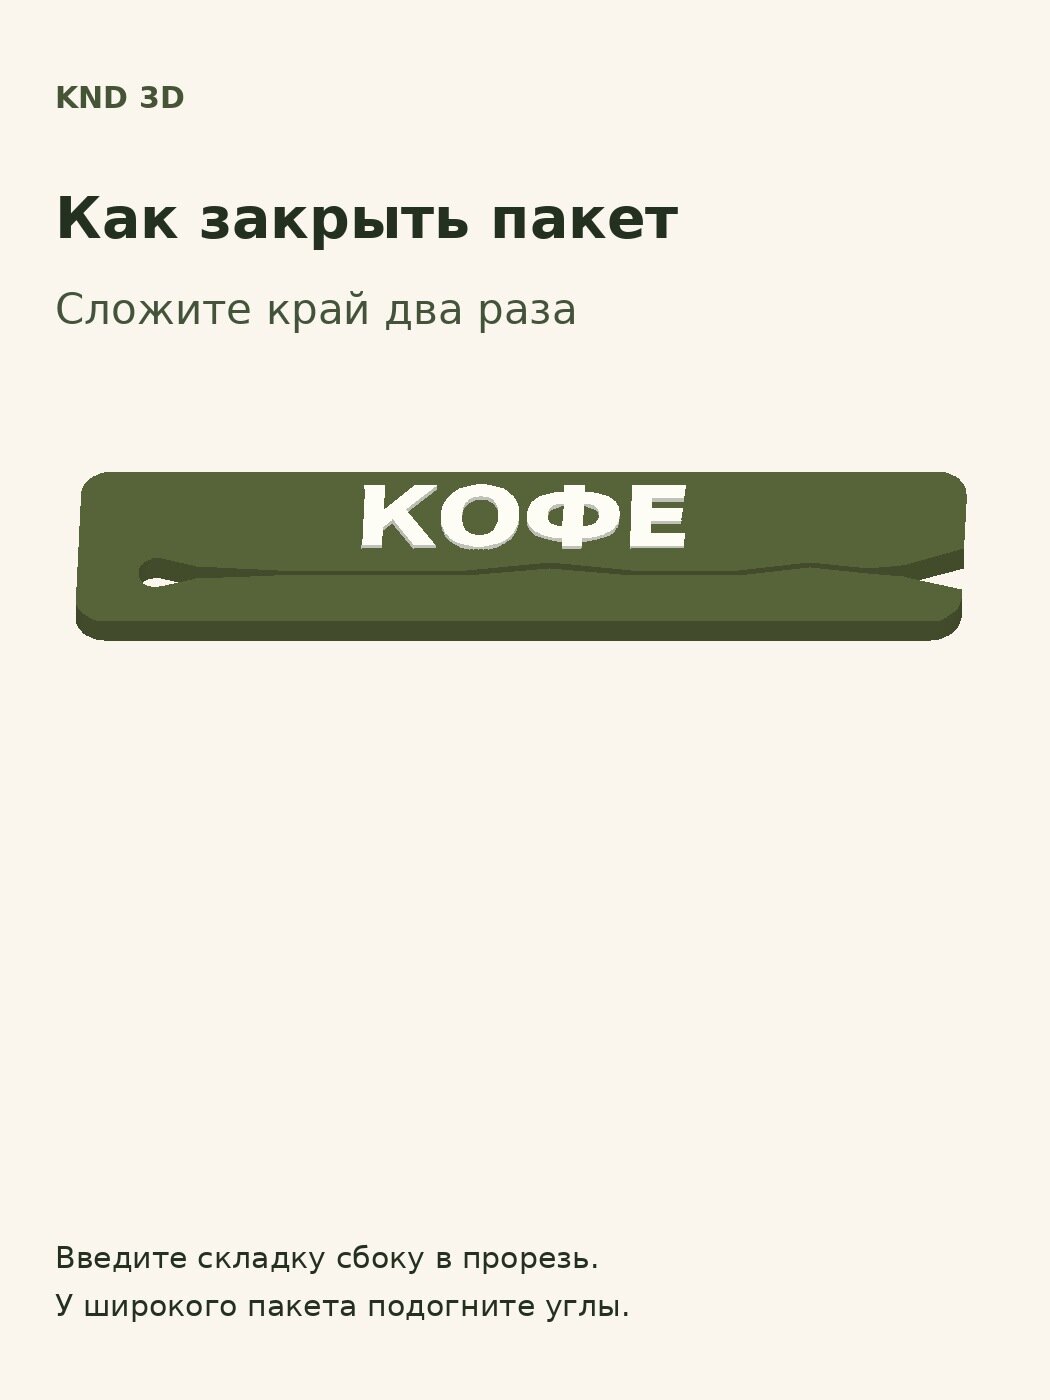 KND 3D
Как закрыть пакет
Сложите край два раза
КОФЕ
Введите складку сбоку в прорезь.
У широкого пакета подогните углы.